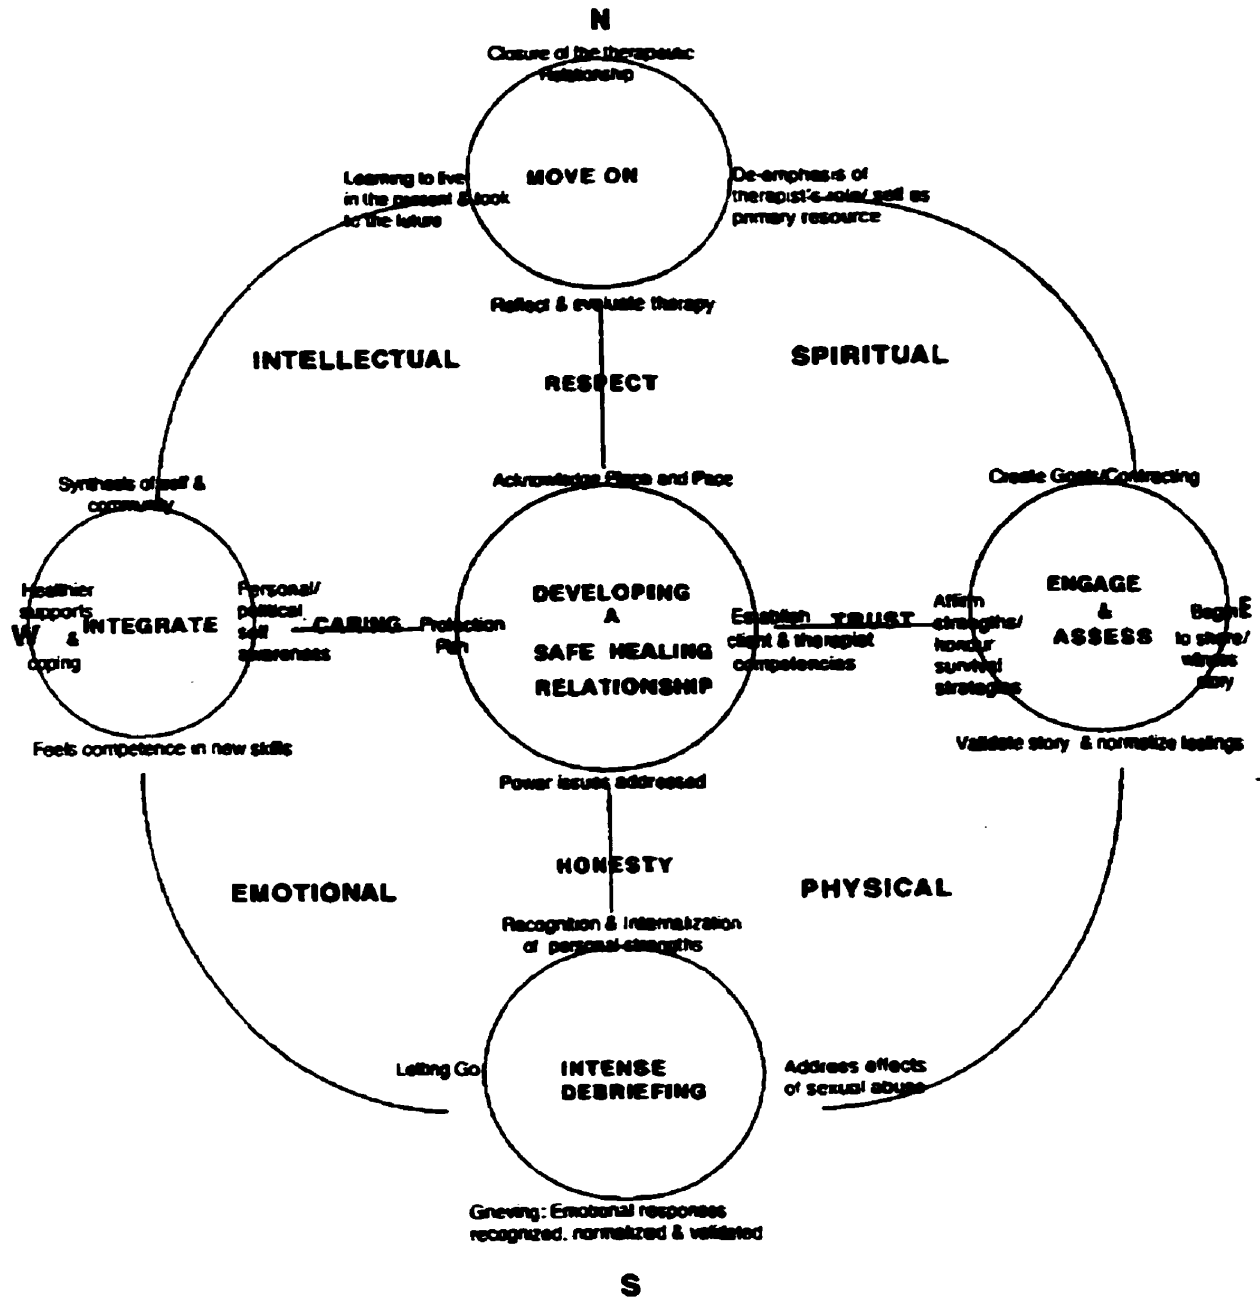 N
Closure of the therapeutic
Relationship
MOVE ON
Learning to live
in the present & look
to the future
De-emphasis of
therapist's role/ self as
primary resource
Reflect & evaluate therapy
INTELLECTUAL
SPIRITUAL
RESPECT
Synthesis of self &
community
Acknowledge Place and Pace
Create Goals/Contracting
Healthier
supports
&
coping
W
INTEGRATE
Personal/
political
self
awareness
CARING
Protection
Plan
DEVELOPING
A
SAFE HEALING
RELATIONSHIP
Establish
client & therapist
competencies
TRUST
Affirm
strengths/
honour
survival
strategies
ENGAGE
&
ASSESS
Begin
to share/
witness
story
E
Feels competence in new skills
Validate story & normalize feelings
Power issues addressed
HONESTY
EMOTIONAL
PHYSICAL
Recognition & Internalization
of personal strengths
Letting Go
INTENSE
DEBRIEFING
Address effects
of sexual abuse
Grieving: Emotional responses
recognized, normalized & validated
S